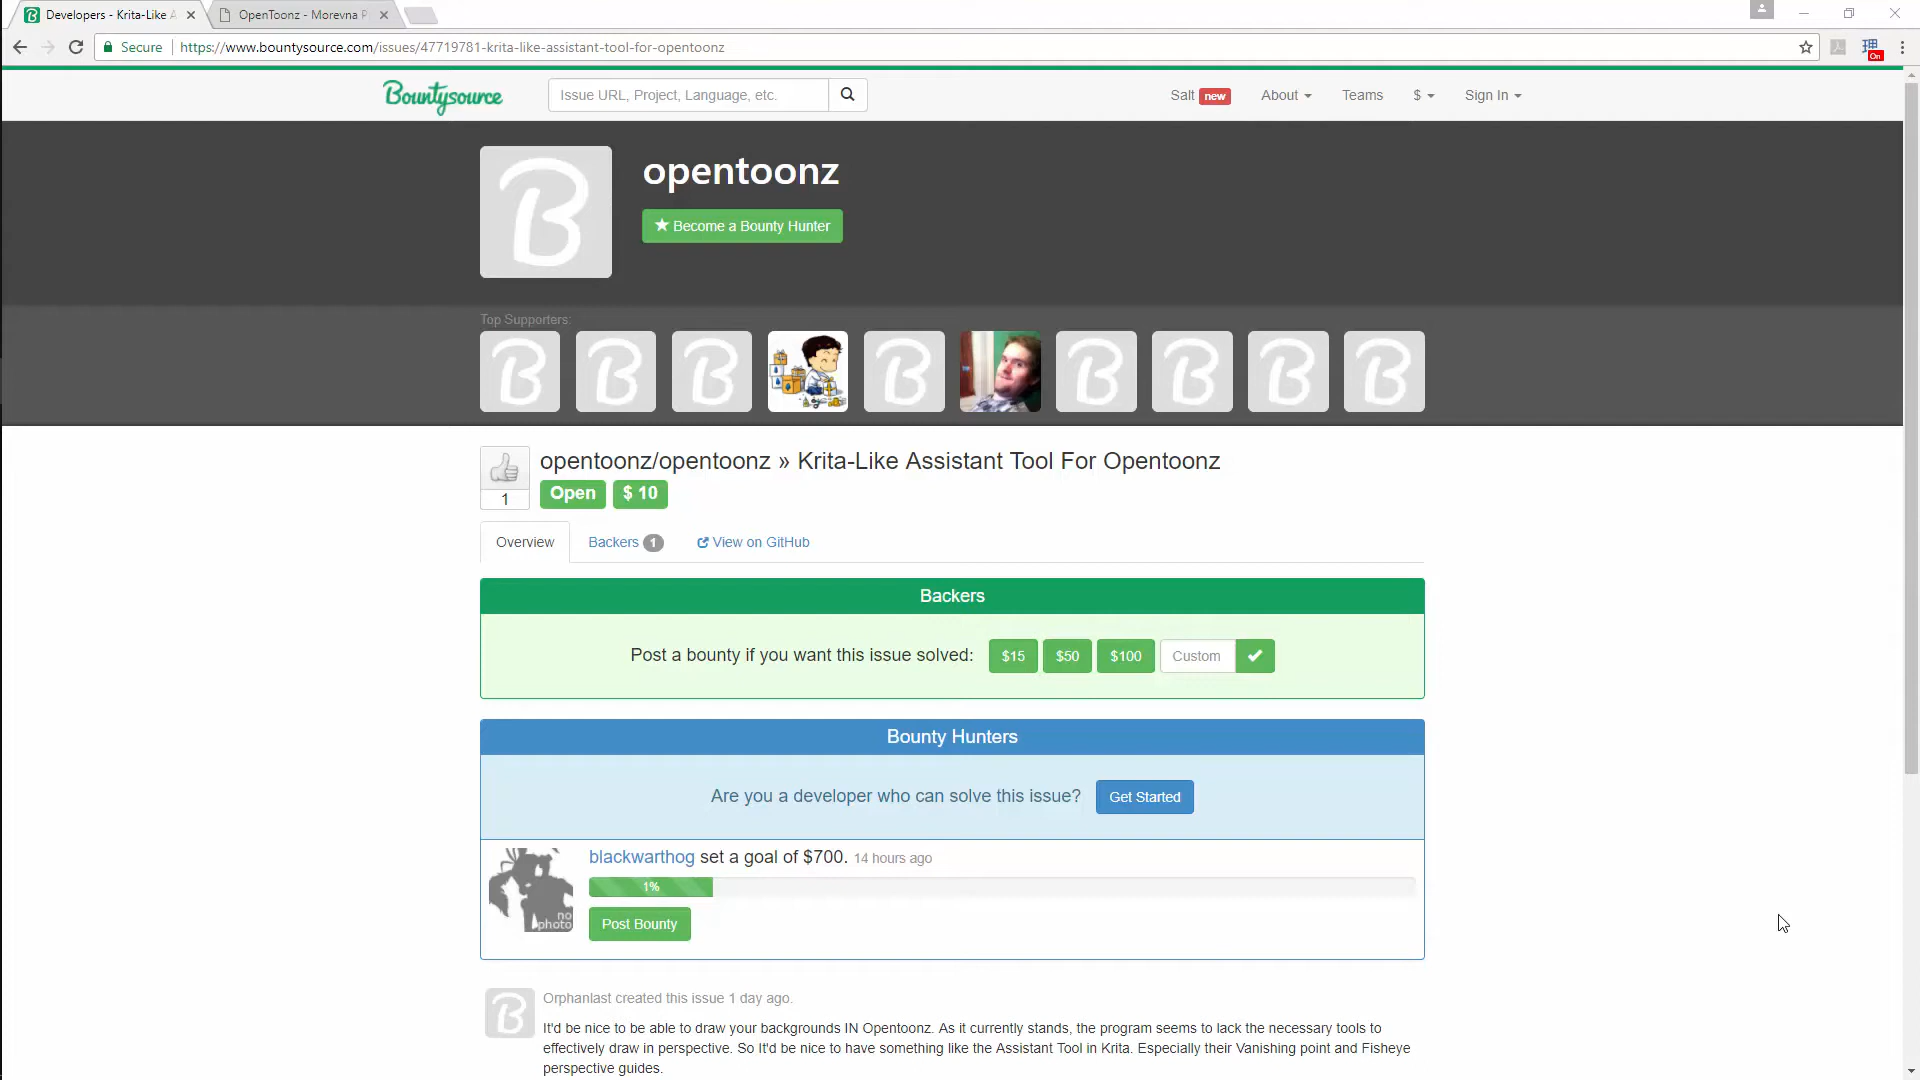 Developers - Krita-Like A
OpenToonz - Morevna P
Secure
https://www.bountysource.com/issues/47719781-krita-like-assistant-tool-for-opentoonz
理
On
Bountysource
Issue URL, Project, Language, etc.
Salt new
About
Teams
$
Sign In
B
opentoonz
Become a Bounty Hunter
Top Supporters:
B B B B B B B B
opentoonz/opentoonz » Krita-Like Assistant Tool For Opentoonz
1
Open $ 10
Overview
Backers 1
View on GitHub
Backers
Post a bounty if you want this issue solved:
$15
$50
$100
Custom
Bounty Hunters
Are you a developer who can solve this issue?
Get Started
no photo
blackwarthog set a goal of $700. 14 hours ago
1%
Post Bounty
B
Orphanlast created this issue 1 day ago.
It'd be nice to be able to draw your backgrounds IN Opentoonz. As it currently stands, the program seems to lack the necessary tools to
effectively draw in perspective. So It'd be nice to have something like the Assistant Tool in Krita. Especially their Vanishing point and Fisheye
perspective guides.